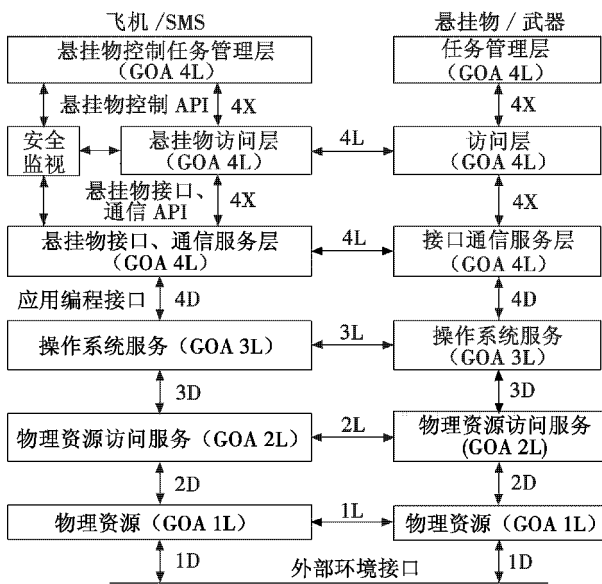 飞机/SMS
悬挂物/武器
悬挂物控制任务管理层
（GOA 4L）
任务管理层
（GOA 4L）
悬挂物控制 API
4X
4X
安全
监视
悬挂物访问层
（GOA 4L）
4L
访问层
（GOA 4L）
悬挂物接口、
通信 API
4X
4X
悬挂物接口、通信服务层
（GOA 4L）
4L
接口通信服务层
（GOA 4L）
应用编程接口
4D
4D
操作系统服务（GOA 3L）
3L
操作系统服务
（GOA 3L）
3D
3D
物理资源访问服务（GOA 2L）
2L
物理资源访问服务
(GOA 2L)
2D
2D
物理资源（GOA 1L）
1L
物理资源（GOA 1L）
1D
外部环境接口
1D